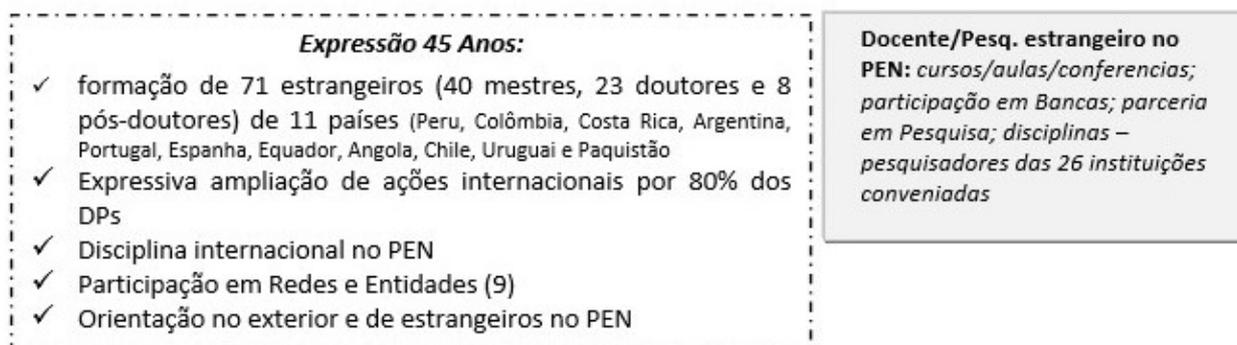 Expressão 45 Anos:
✓ formação de 71 estrangeiros (40 mestres, 23 doutores e 8
pós-doutores) de 11 países (Peru, Colômbia, Costa Rica, Argentina,
Portugal, Espanha, Equador, Angola, Chile, Uruguai e Paquistão
✓ Expressiva ampliação de ações internacionais por 80% dos
DPs
✓ Disciplina internacional no PEN
✓ Participação em Redes e Entidades (9)
✓ Orientação no exterior e de estrangeiros no PEN
Docente/Pesq. estrangeiro no
PEN: cursos/aulas/conferencias;
participação em Bancas; parceria
em Pesquisa; disciplinas –
pesquisadores das 26 instituições
conveniadas